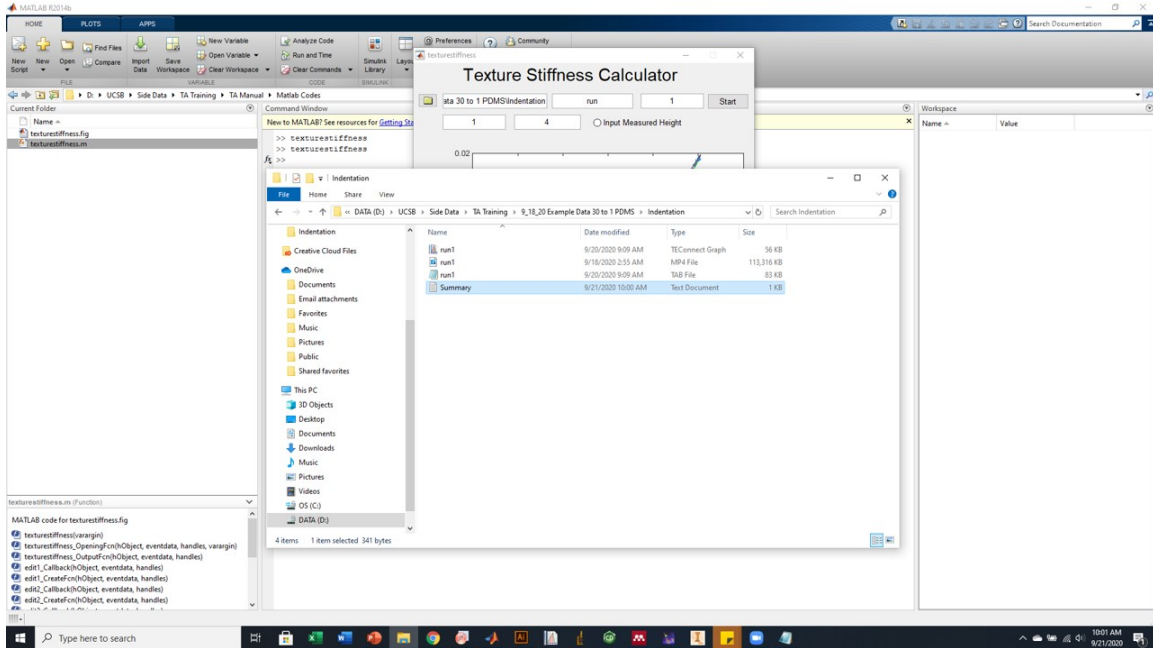 MATLAB R2014b
HOME PLOTS APPS
Search Documentation
New Script
New
Open
Find Files
Compare
Import Data
Save Workspace
New Variable
Open Variable
Clear Workspace
Analyze Code
Run and Time
Clear Commands
Simulink Library
Layou
Preferences
Community
FILE VARIABLE CODE SIMULINK
D: UCSB Side Data TA Training TA Manual Matlab Codes
Current Folder
Name
texturestiffness.fig
texturestiffness.m
Command Window
New to MATLAB? See resources for Getting Sta
>> texturestiffness
>> texturestiffness
fx >>
Workspace
Name Value
texturestiffness
Texture Stiffness Calculator
ata 30 to 1 PDMS\Indentation run 1 Start
1 4 Input Measured Height
0.02
Indentation
File Home Share View
« DATA (D:) › UCSB › Side Data › TA Training › 9_18_20 Example Data 30 to 1 PDMS › Indentation
Search Indentation
Indentation
Creative Cloud Files
OneDrive
Documents
Email attachments
Favorites
Music
Pictures
Public
Shared favorites
This PC
3D Objects
Desktop
Documents
Downloads
Music
Pictures
Videos
OS (C:)
DATA (D:)
Name Date modified Type Size
run1 9/20/2020 9:09 AM TEConnect Graph 56 KB
run1 9/18/2020 2:55 AM MP4 File 113,316 KB
run1 9/20/2020 9:09 AM TAB File 83 KB
Summary 9/21/2020 10:00 AM Text Document 1 KB
4 items 1 item selected 341 bytes
texturestiffness.m (Function)
MATLAB code for texturestiffness.fig
texturestiffness(varargin)
texturestiffness_OpeningFcn(hObject, eventdata, handles, varargin)
texturestiffness_OutputFcn(hObject, eventdata, handles)
edit1_Callback(hObject, eventdata, handles)
edit1_CreateFcn(hObject, eventdata, handles)
edit2_Callback(hObject, eventdata, handles)
edit2_CreateFcn(hObject, eventdata, handles)
Type here to search
10:01 AM
9/21/2020